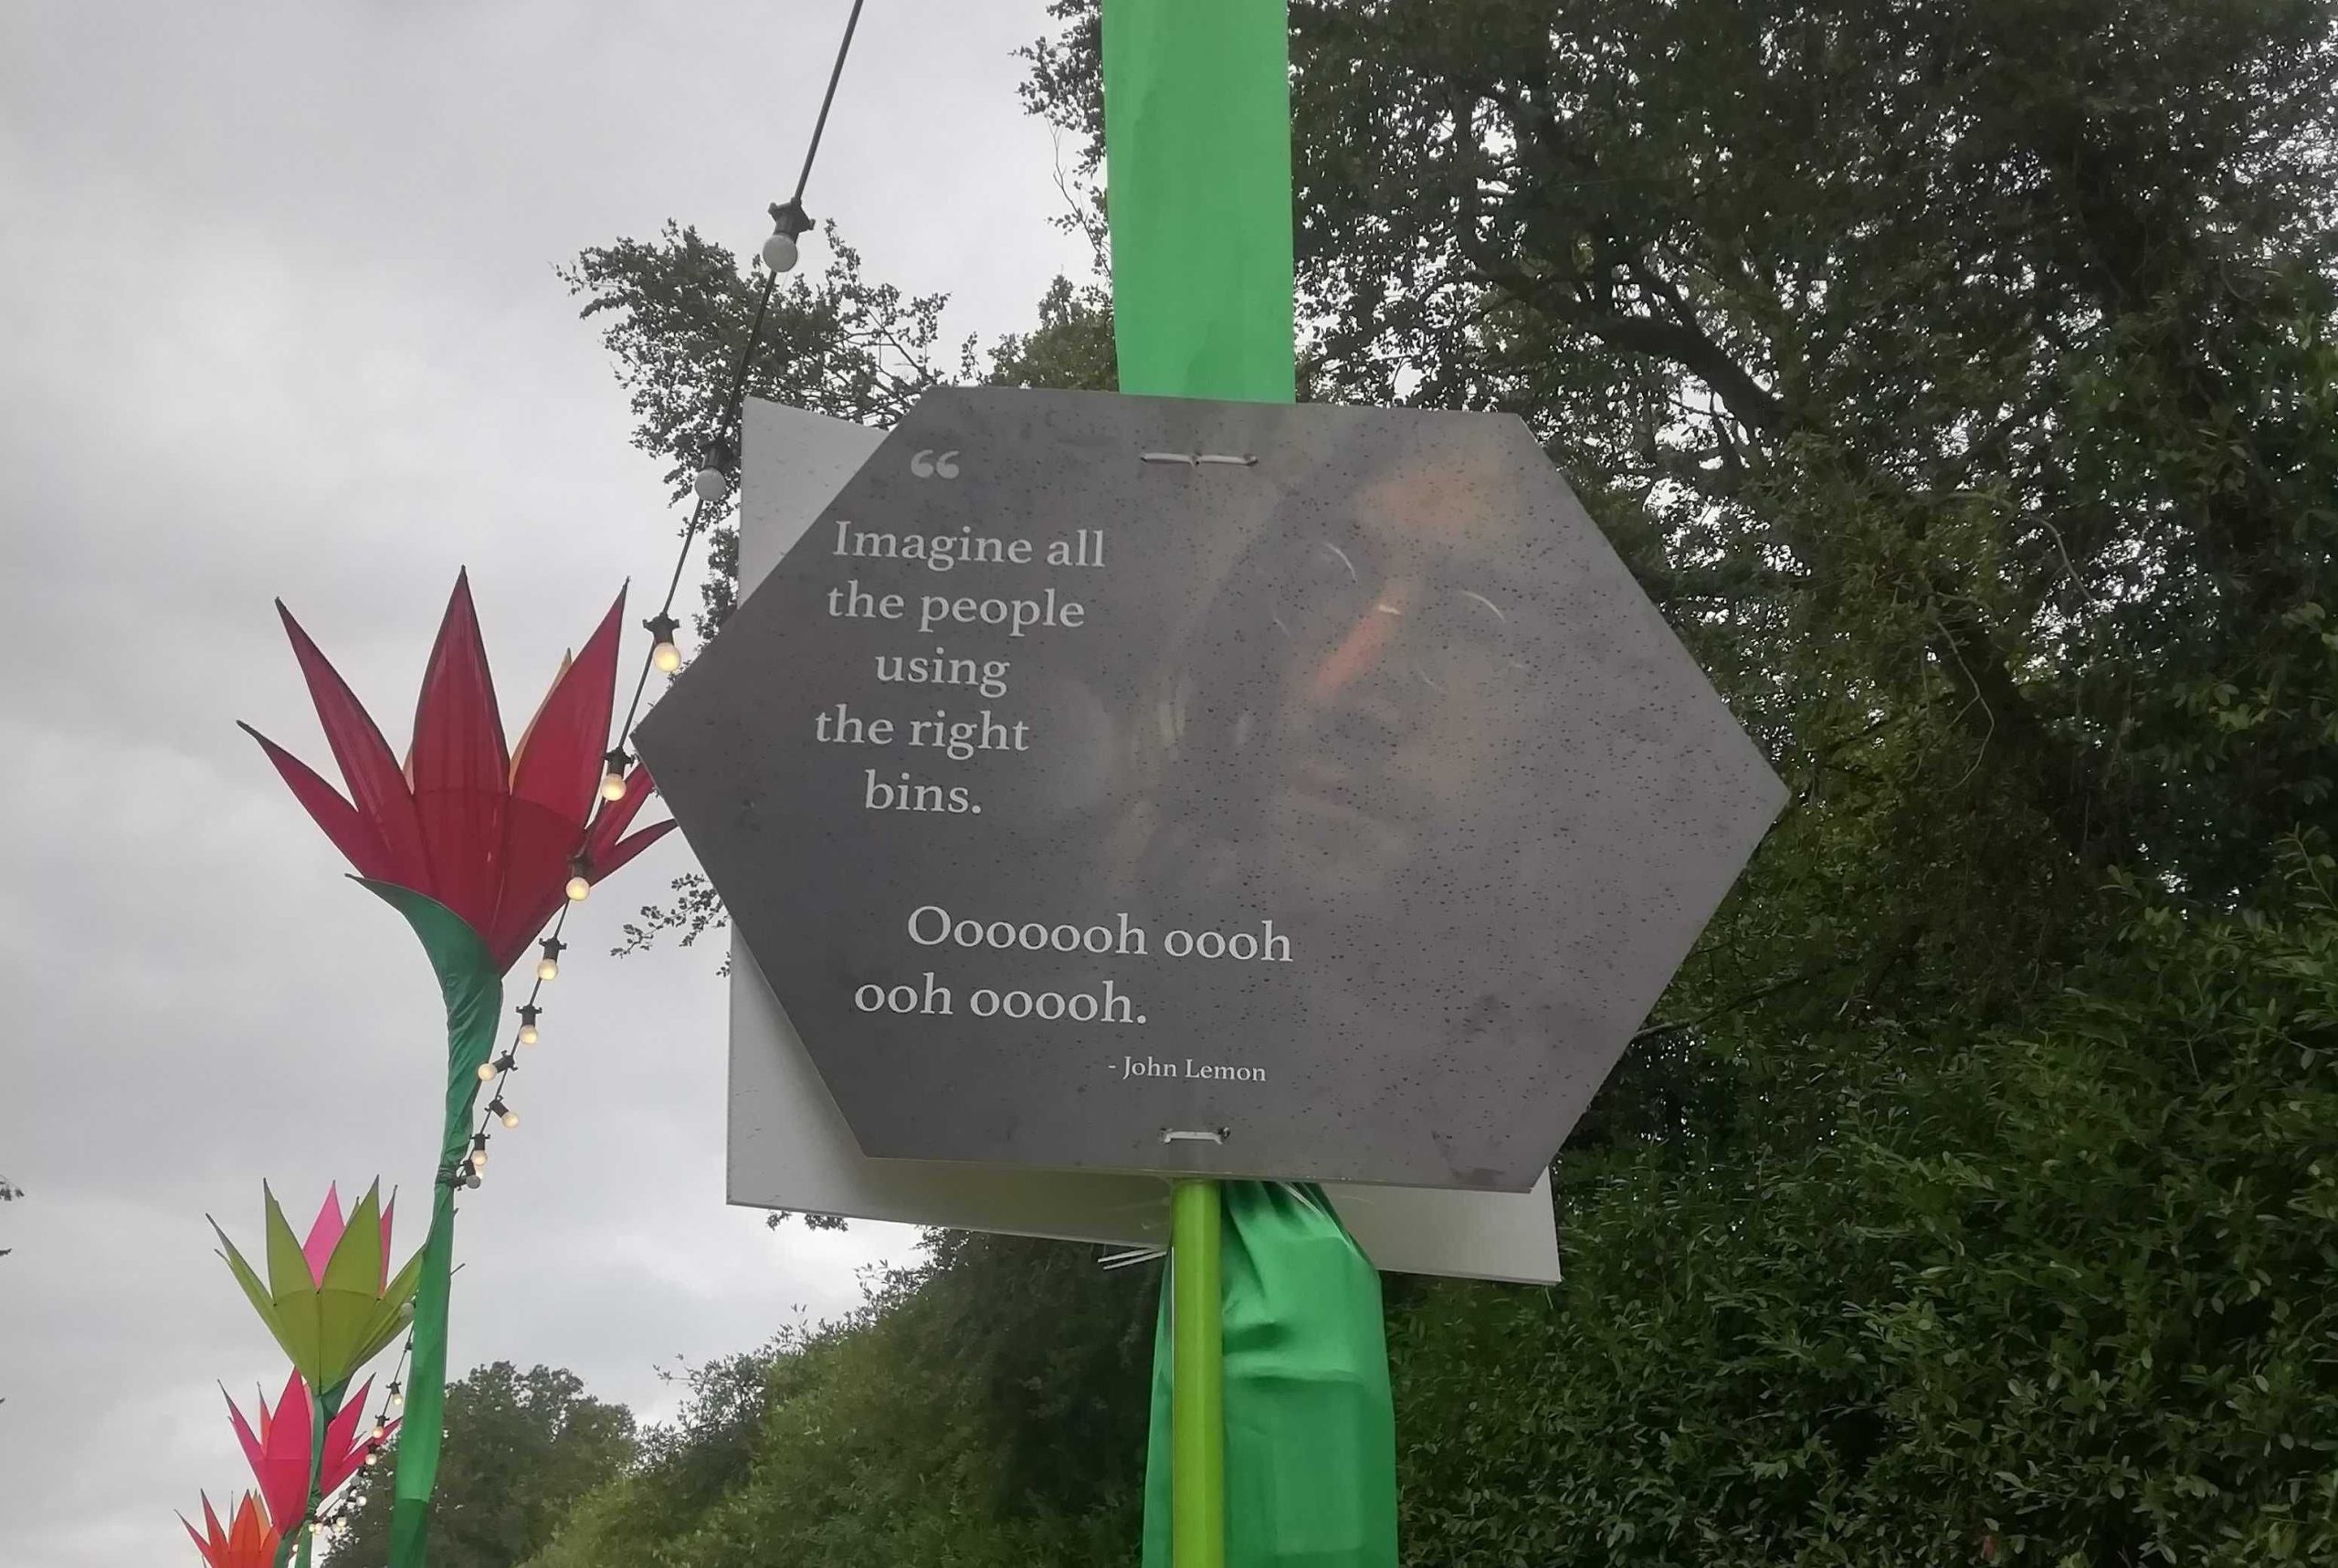 “
Imagine all
the people
using
the right
bins.
Ooooooh oooh
ooh ooooh.
- John Lemon